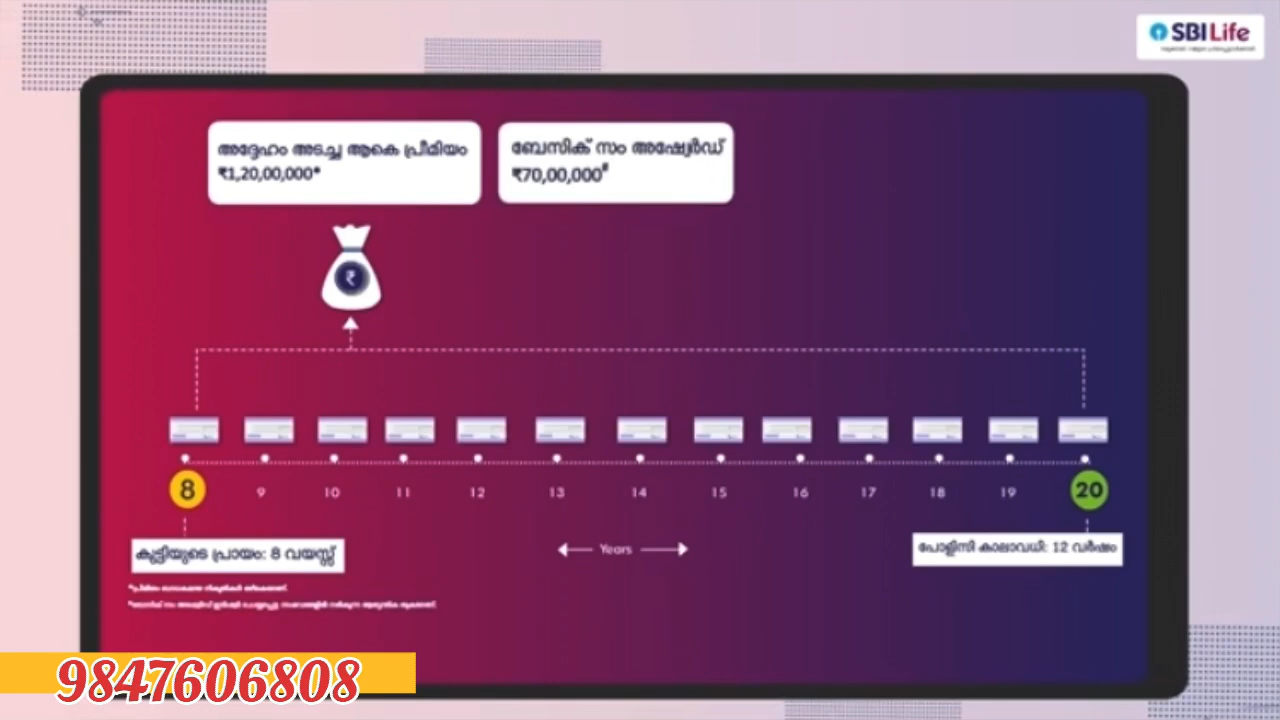 SBI Life
അദ്ദേഹം അടച്ച ആകെ പ്രീമിയം
₹1,20,00,000*
ബേസിക് സം അഷ്വേർഡ്
₹70,00,000#
₹
8 9 10 11 12 13 14 15 16 17 18 19 20
കുട്ടിയുടെ പ്രായം: 8 വയസ്സ്
Years
പോളിസി കാലാവധി: 12 വർഷം
9847606808